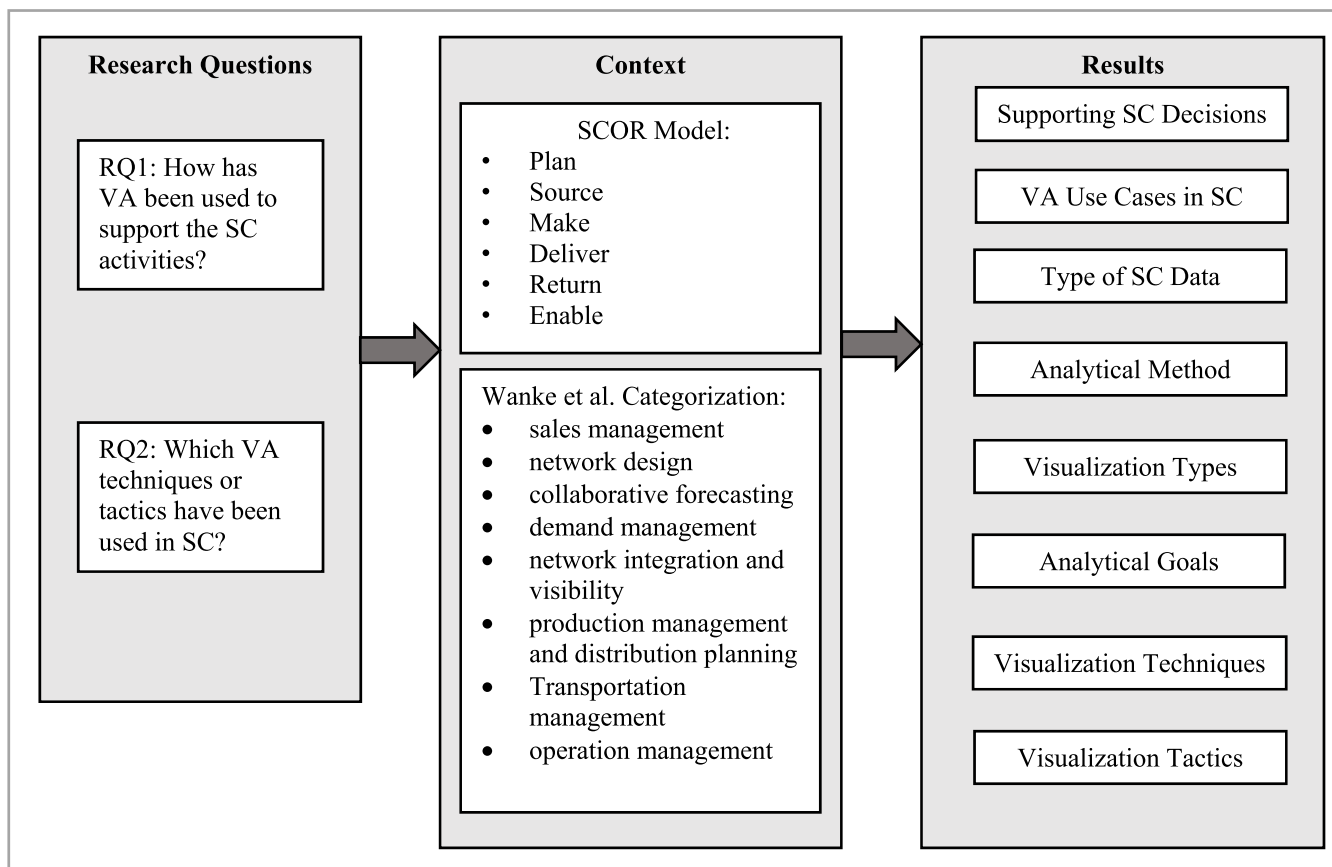 Research Questions
RQ1: How has
VA been used to
support the SC
activities?
RQ2: Which VA
techniques or
tactics have been
used in SC?
Context
SCOR Model:
• Plan
• Source
• Make
• Deliver
• Return
• Enable
Wanke et al. Categorization:
• sales management
• network design
• collaborative forecasting
• demand management
• network integration and
visibility
• production management
and distribution planning
• Transportation
management
• operation management
Results
Supporting SC Decisions
VA Use Cases in SC
Type of SC Data
Analytical Method
Visualization Types
Analytical Goals
Visualization Techniques
Visualization Tactics